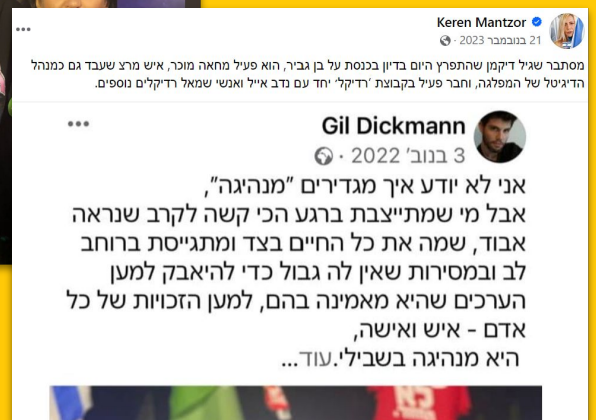 Keren Mantzor
21 בנובמבר 2023
מסתבר שגיל דיקמן שהתפרץ היום בדיון בכנסת על בן גביר, הוא פעיל מחאה מוכר, איש מרצ שעבד גם כמנהל
הדיגיטל של המפלגה, וחבר פעיל בקבוצת ׳רדיקל׳ יחד עם נדב אייל ואנשי שמאל רדיקלים נוספים.
Gil Dickmann
3 בנוב׳ 2022
אני לא יודע איך מגדירים ״מנהיגה״,
אבל מי שמתייצבת ברגע הכי קשה לקרב שנראה
אבוד, שמה את כל החיים בצד ומתגייסת ברוחב
לב ובמסירות שאין לה גבול כדי להיאבק למען
הערכים שהיא מאמינה בהם, למען הזכויות של כל
אדם - איש ואישה,
היא מנהיגה בשבילי.עוד...